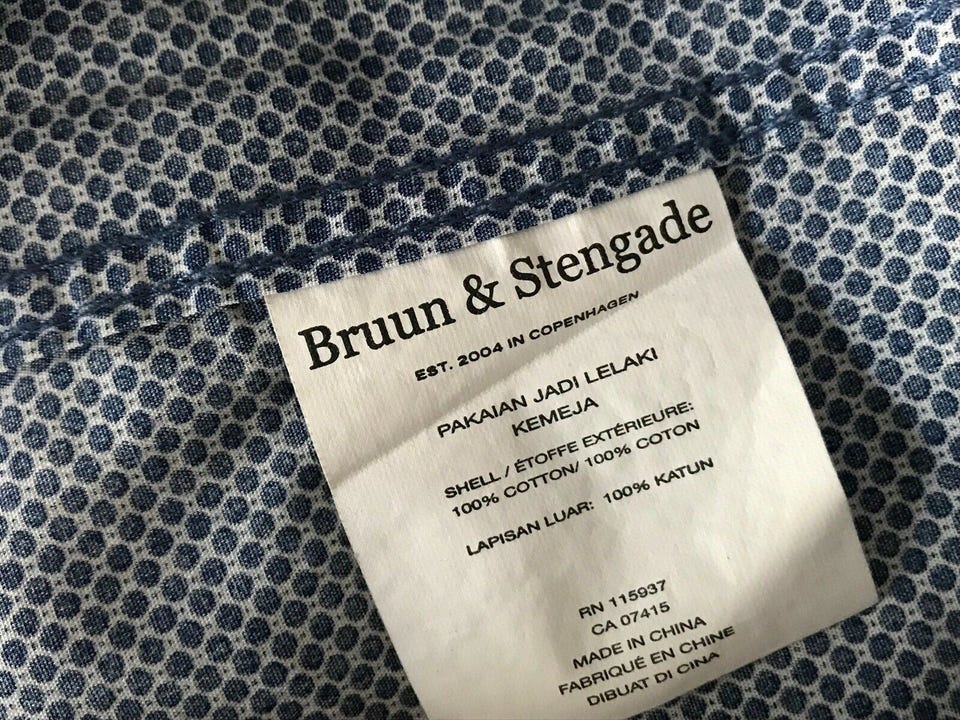 Bruun & Stengade
EST. 2004 IN COPENHAGEN
PAKAIAN JADI LELAKI
KEMEJA
SHELL / ÉTOFFE EXTÉRIEURE:
100% COTTON/ 100% COTON
LAPISAN LUAR: 100% KATUN
RN 115937
CA 07415
MADE IN CHINA
FABRIQUÉ EN CHINE
DIBUAT DI CINA